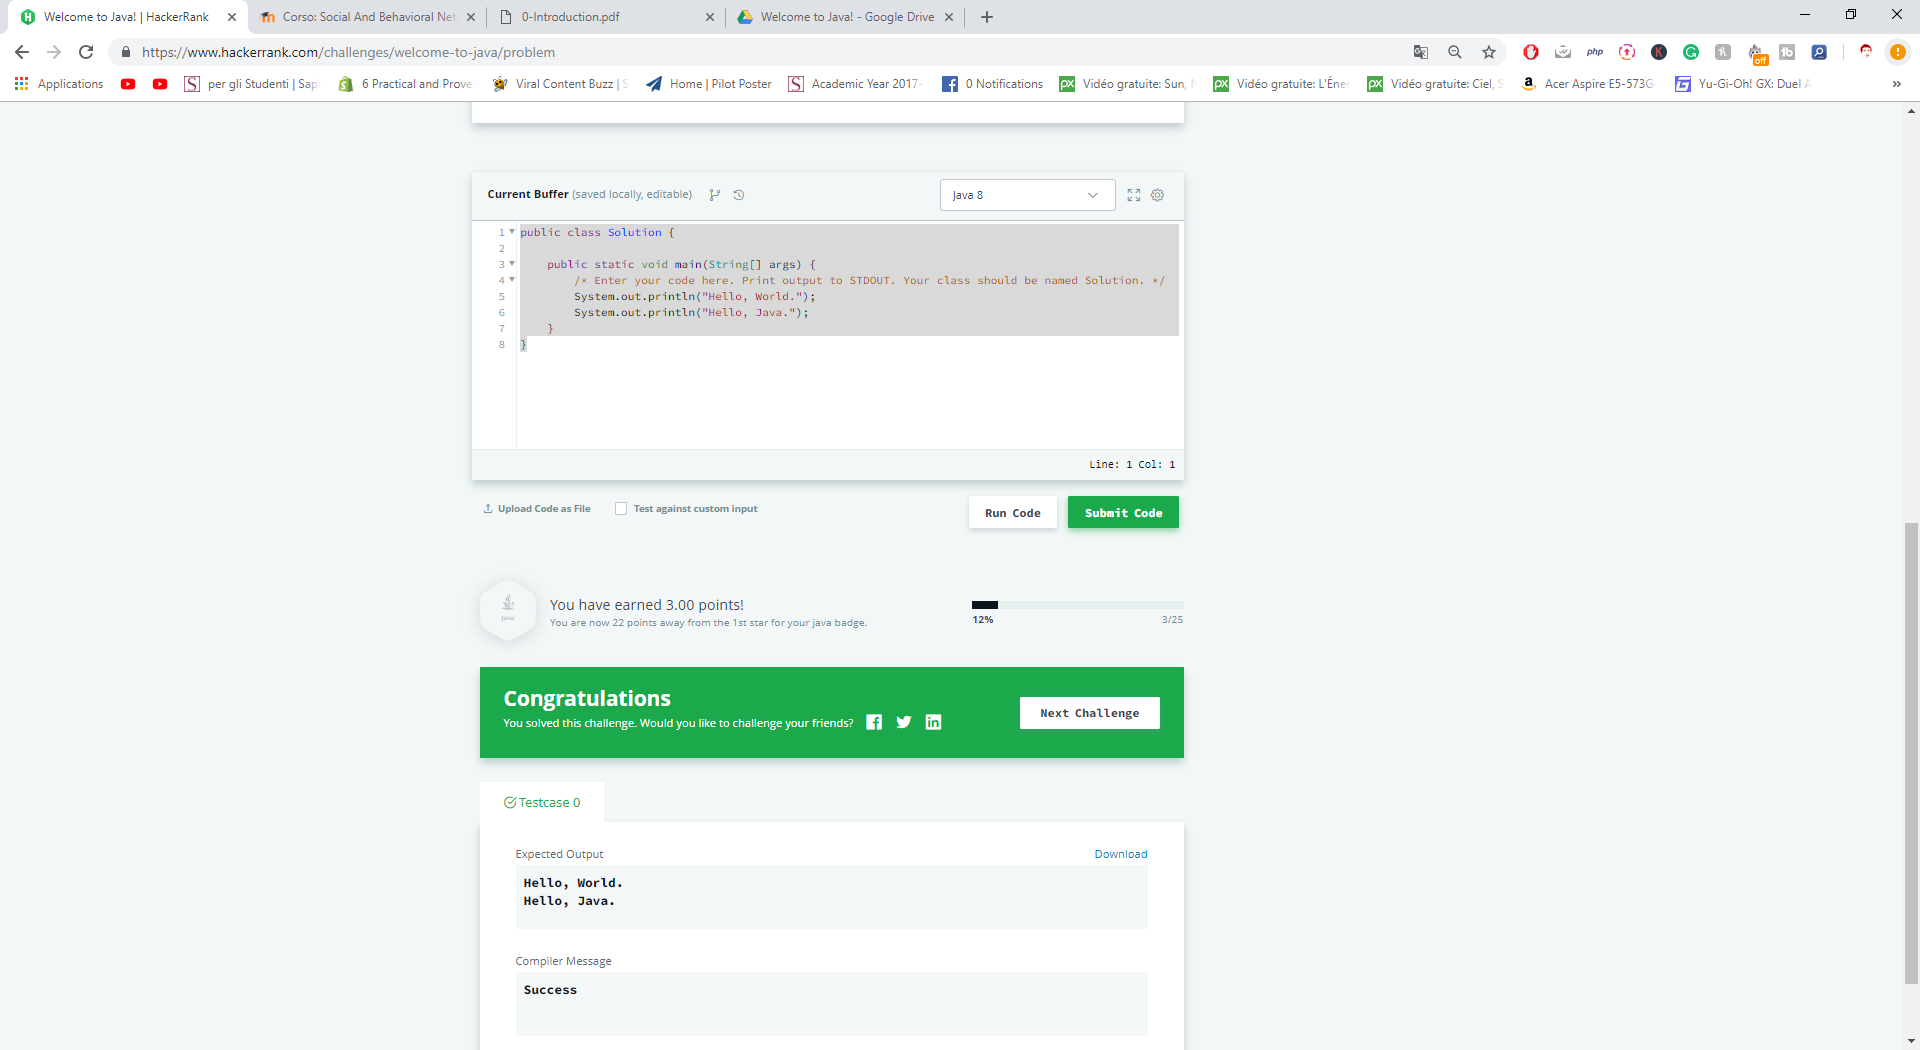 Welcome to Java! | HackerRank
Corso: Social And Behavioral Net
0-Introduction.pdf
Welcome to Java! - Google Drive
https://www.hackerrank.com/challenges/welcome-to-java/problem
php
K
off
Applications
per gli Studenti | Sap
6 Practical and Prove
Viral Content Buzz | S
Home | Pilot Poster
Academic Year 2017-
0 Notifications
Vidéo gratuite: Sun,
Vidéo gratuite: L'Éne
Vidéo gratuite: Ciel, S
Acer Aspire E5-573G-
Yu-Gi-Oh! GX: Duel A
Current Buffer (saved locally, editable)
Java 8
1 public class Solution {
2
3 public static void main(String[] args) {
4 /* Enter your code here. Print output to STDOUT. Your class should be named Solution. */
5 System.out.println("Hello, World.");
6 System.out.println("Hello, Java.");
7 }
8 }
Line: 1 Col: 1
Upload Code as File
Test against custom input
Run Code
Submit Code
Java
You have earned 3.00 points!
You are now 22 points away from the 1st star for your java badge.
12%
3/25
Congratulations
You solved this challenge. Would you like to challenge your friends?
Next Challenge
Testcase 0
Expected Output
Download
Hello, World.
Hello, Java.
Compiler Message
Success